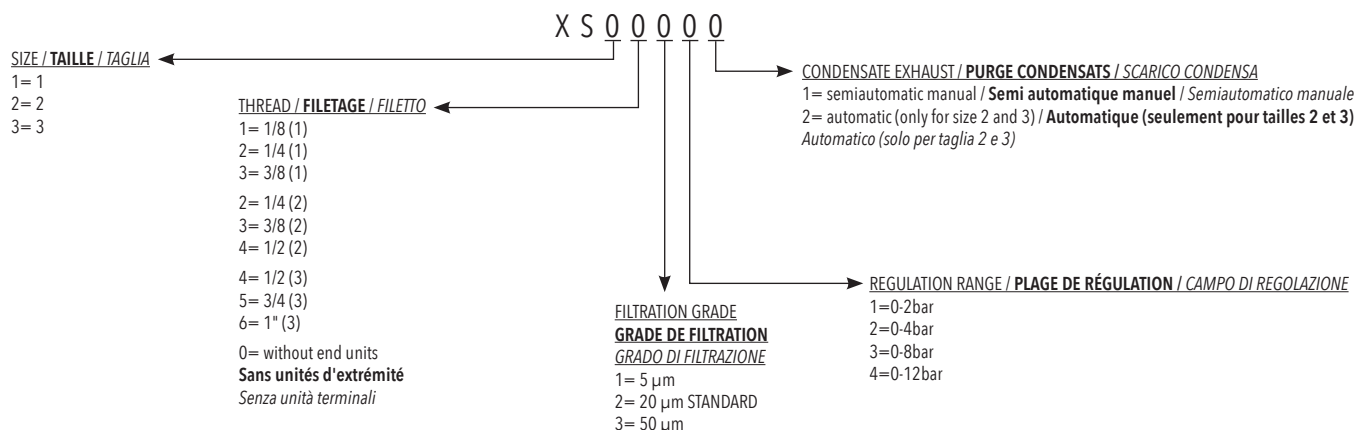 X S 0 0 0 0 0
SIZE / TAILLE / TAGLIA
1= 1
2= 2
3= 3
THREAD / FILETAGE / FILETTO
1= 1/8 (1)
2= 1/4 (1)
3= 3/8 (1)
2= 1/4 (2)
3= 3/8 (2)
4= 1/2 (2)
4= 1/2 (3)
5= 3/4 (3)
6= 1" (3)
0= without end units
Sans unités d'extrémité
Senza unità terminali
FILTRATION GRADE
GRADE DE FILTRATION
GRADO DI FILTRAZIONE
1= 5 µm
2= 20 µm STANDARD
3= 50 µm
REGULATION RANGE / PLAGE DE RÉGULATION / CAMPO DI REGOLAZIONE
1=0-2bar
2=0-4bar
3=0-8bar
4=0-12bar
CONDENSATE EXHAUST / PURGE CONDENSATS / SCARICO CONDENSA
1= semiautomatic manual / Semi automatique manuel / Semiautomatico manuale
2= automatic (only for size 2 and 3) / Automatique (seulement pour tailles 2 et 3)
Automatico (solo per taglia 2 e 3)